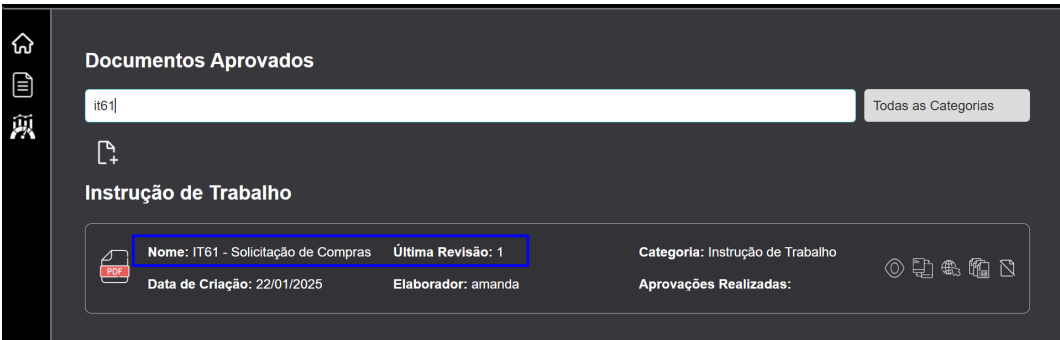 Documentos Aprovados
it61
Todas as Categorias
Instrução de Trabalho
Nome: IT61 - Solicitação de Compras Última Revisão: 1 Categoria: Instrução de Trabalho
PDF
Data de Criação: 22/01/2025 Elaborador: amanda Aprovações Realizadas: